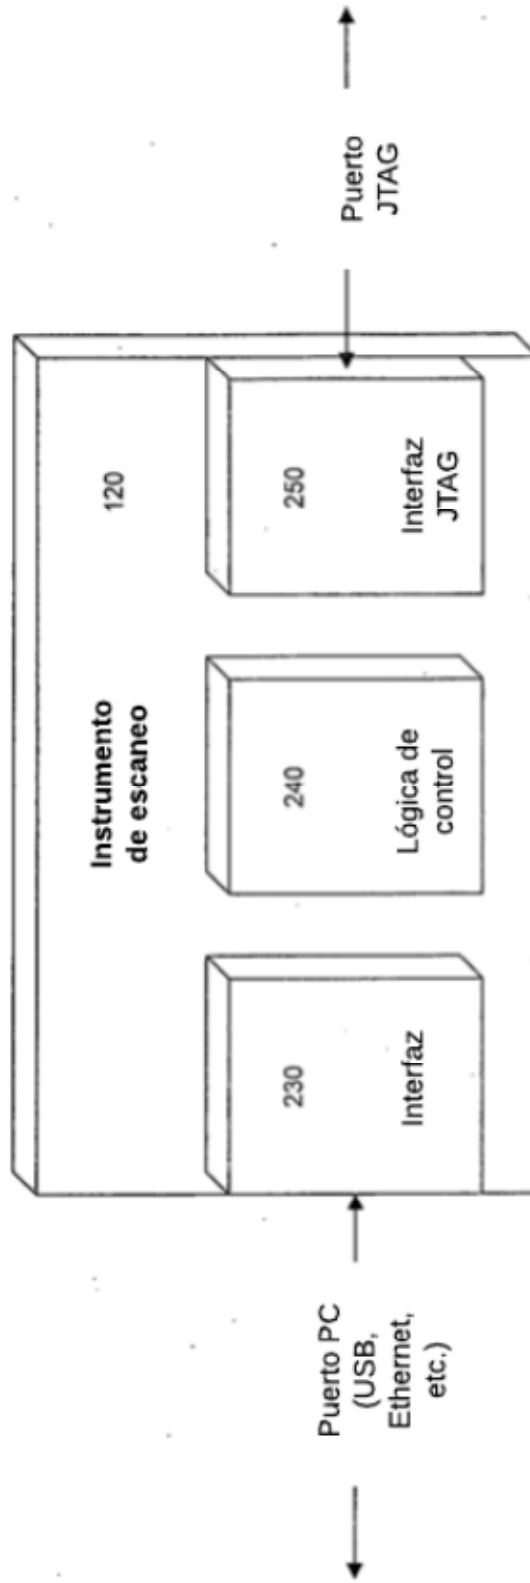 Instrumento
de escaneo
120
Puerto PC
(USB,
Ethernet,
etc.)
230
Interfaz
240
Lógica de
control
250
Interfaz
JTAG
Puerto
JTAG